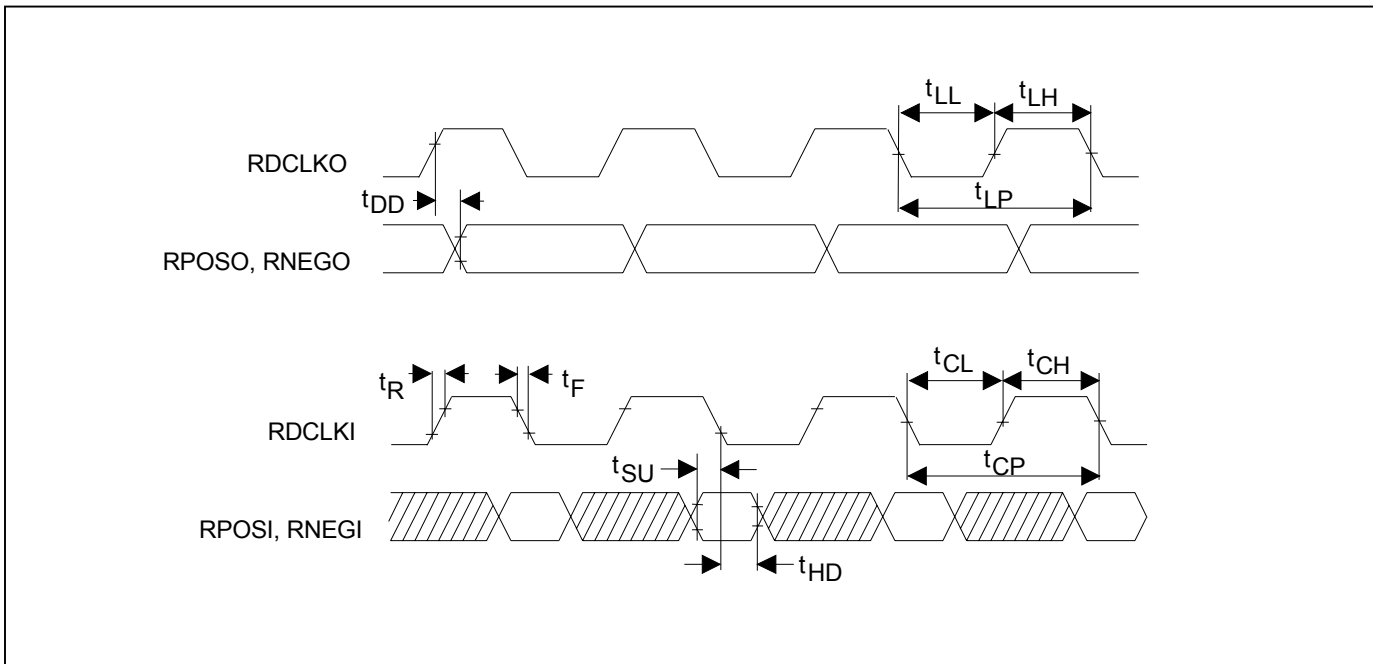 tLL tLH
RDCLKO
tDD tLP
RPOSO, RNEGO
tCL tCH
tR tF
RDCLKI
tSU tCP
RPOSI, RNEGI
tHD